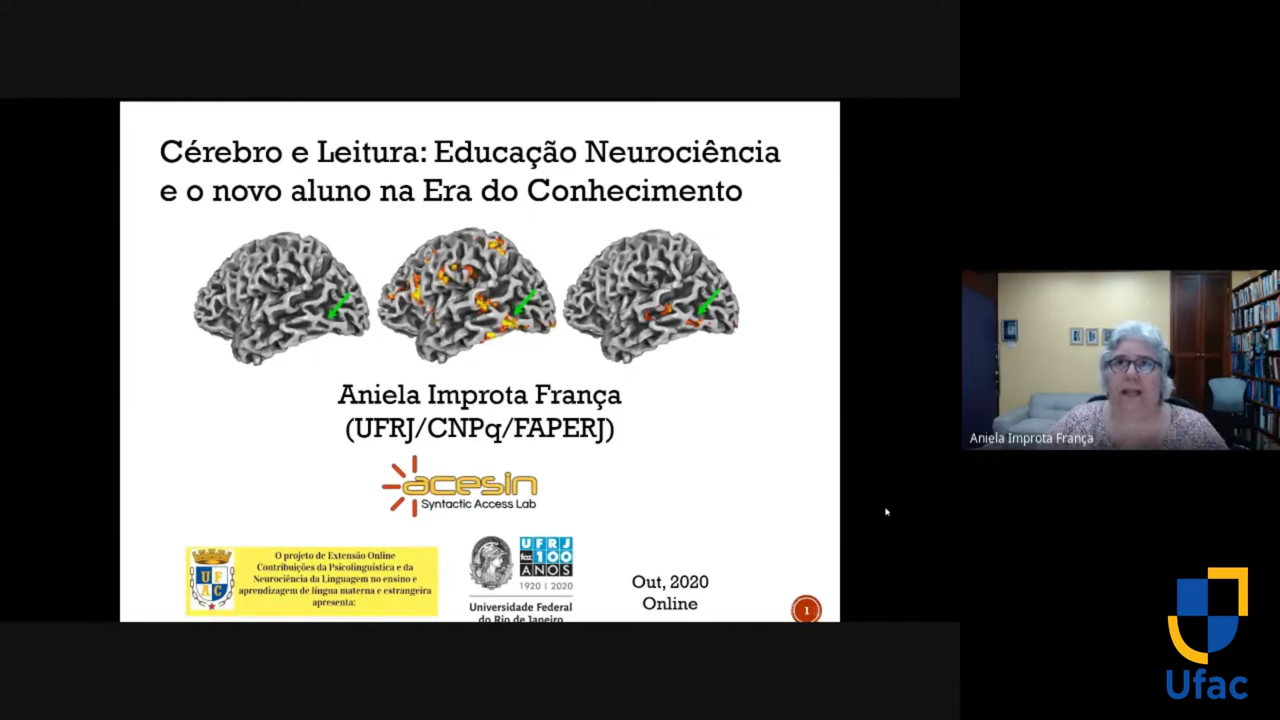 Cérebro e Leitura: Educação Neurociência
e o novo aluno na Era do Conhecimento
Aniela Improta França
(UFRJ/CNPq/FAPERJ)
acesin
Syntactic Access Lab
UFAC
O projeto de Extensão Online
Contribuições da Psicolinguística e da
Neurociência da Linguagem no ensino e
aprendizagem de língua materna e estrangeira
apresenta:
UFRJ
faz 100
ANOS
1920 | 2020
Universidade Federal
do Rio de Janeiro
Out, 2020
Online
1
Aniela Improta França
Ufac